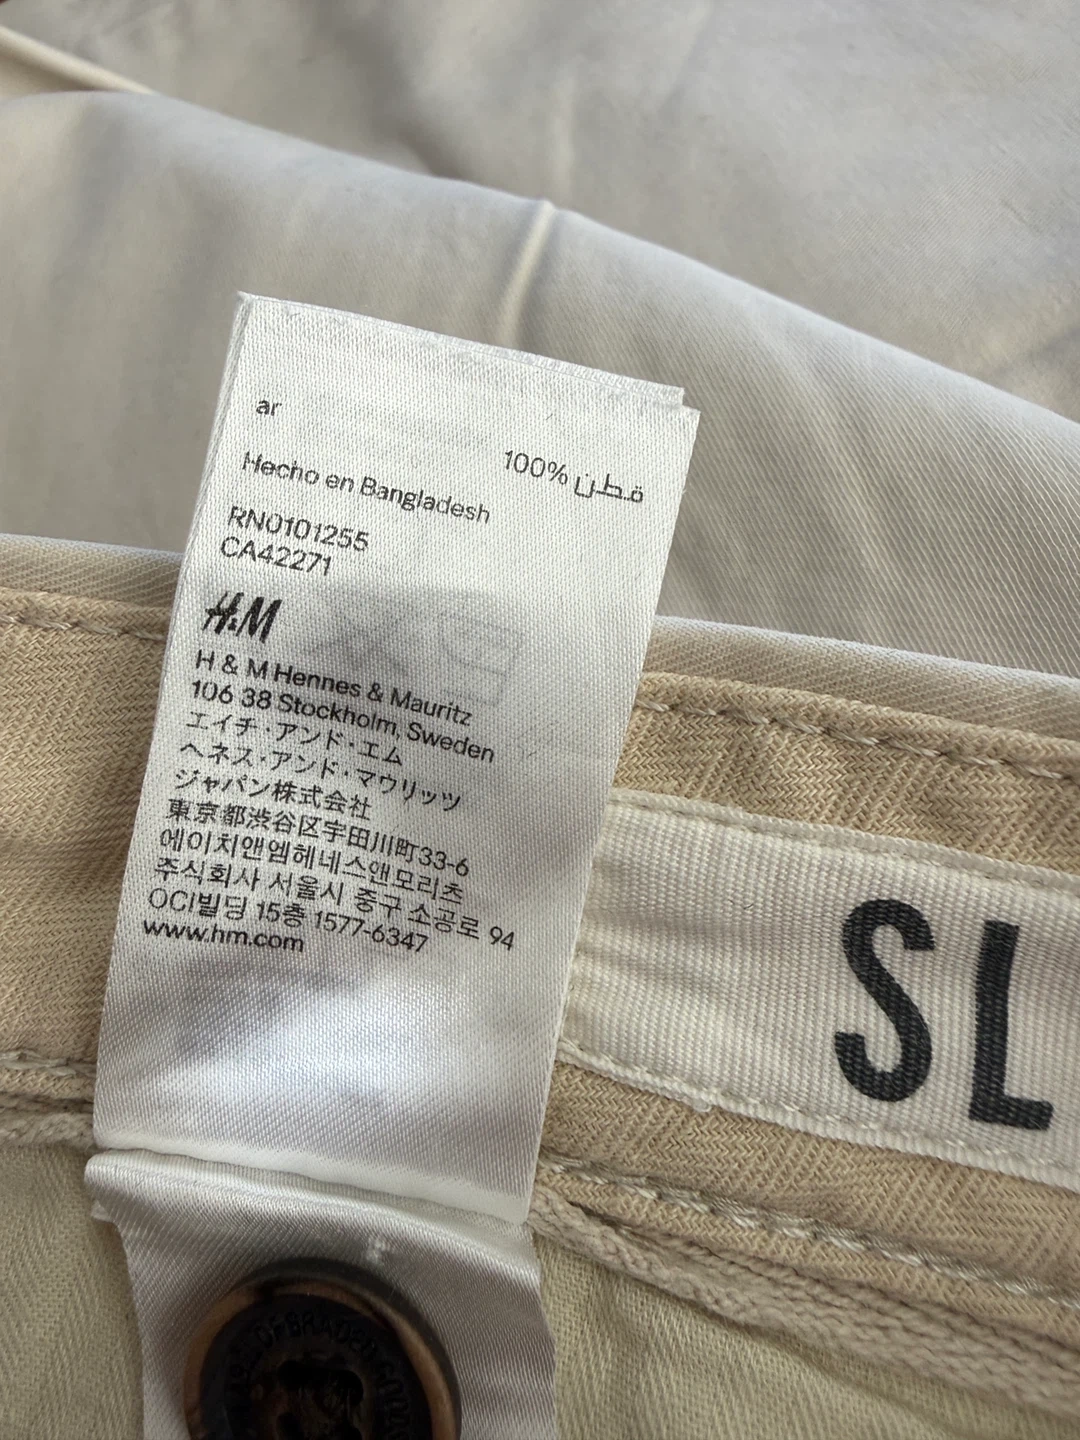 ar
100% قطن
Hecho en Bangladesh
RN0101255
CA42271
H&M
H & M Hennes & Mauritz
106 38 Stockholm, Sweden
エイチ・アンド・エム
ヘネス・アンド・マウリッツ
ジャパン株式会社
東京都渋谷区宇田川町33-6
에이치앤엠헤네스앤모리츠
주식회사 서울시 중구 소공로 94
OCI빌딩 15층 1577-6347
www.hm.com
SL